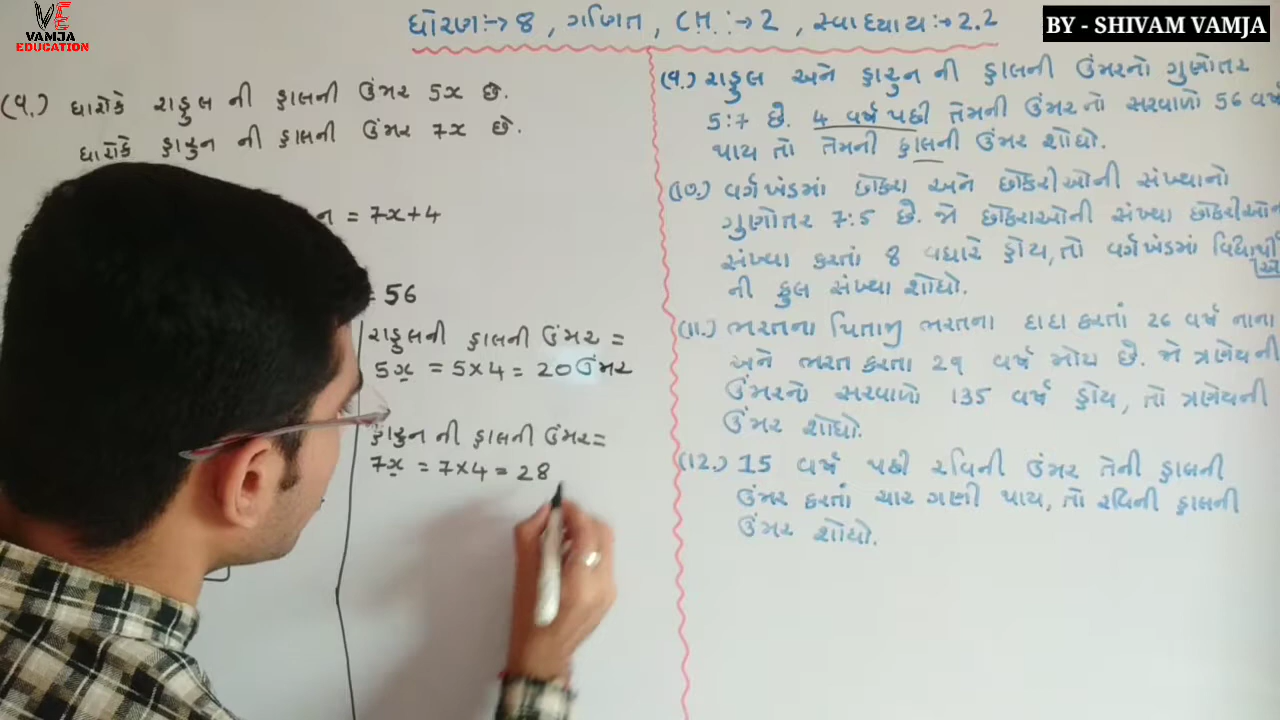 VE
VAMJA
EDUCATION
ધોરણ:→ 8 , ગણિત , CH. :→ 2 , સ્વાધ્યાય :→ 2.2
BY - SHIVAM VAMJA
(૧.) ધારોકે રાહુલ ની હાલની ઉંમર 5x છે.
ધારોકે હારુન ની હાલની ઉંમર 7x છે.
= 7x+4
= 56
રાહુલની હાલની ઉંમર =
5x = 5×4 = 20 ઉંમર
હારુન ની હાલની ઉંમર=
7x = 7×4 = 28
(૧.) રાહુલ અને હારુન ની હાલની ઉંમરનો ગુણોતર
5:7 છે. 4 વર્ષ પછી તેમની ઉંમર નો સરવાળો 56 વર્ષ
થાય તો તેમની હાલની ઉંમર શોધો.
(10.) વર્ગખંડમાં છોકરા અને છોકરીઓની સંખ્યાનો
ગુણોતર 7:5 છે. જો છોકરાઓની સંખ્યા છોકરીઓન
સંખ્યા કરતાં 8 વધારે હોય, તો વર્ગખંડમાં વિદ્યાર્થી
ની કુલ સંખ્યા શોધો.
(11.) ભરતના પિતાજી ભરતના દાદા કરતાં 26 વર્ષ નાના
અને ભરત કરતા 29 વર્ષ મોટા છે. જો ત્રણેયની
ઉંમરનો સરવાળો 135 વર્ષ હોય, તો ત્રણેયની
ઉંમર શોધો.
(12.) 15 વર્ષ પછી રવિની ઉંમર તેની હાલની
ઉંમર કરતાં ચાર ગણી થાય, તો રવિની હાલની
ઉંમર શોધો.